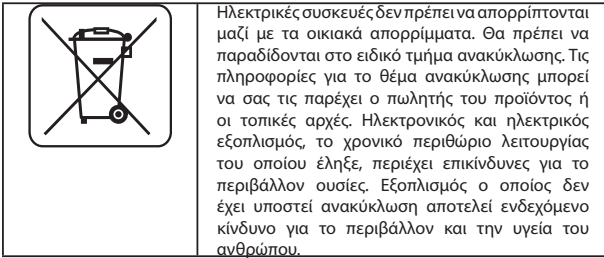 Ηλεκτρικές συσκευές δεν πρέπει να απορρίπτονται
μαζί με τα οικιακά απορρίμματα. Θα πρέπει να
παραδίδονται στο ειδικό τμήμα ανακύκλωσης. Τις
πληροφορίες για το θέμα ανακύκλωσης μπορεί
να σας τις παρέχει ο πωλητής του προϊόντος ή
οι τοπικές αρχές. Ηλεκτρονικός και ηλεκτρικός
εξοπλισμός, το χρονικό περιθώριο λειτουργίας
του οποίου έληξε, περιέχει επικίνδυνες για το
περιβάλλον ουσίες. Εξοπλισμός ο οποίος δεν
έχει υποστεί ανακύκλωση αποτελεί ενδεχόμενο
κίνδυνο για το περιβάλλον και την υγεία του
ανθρώπου.